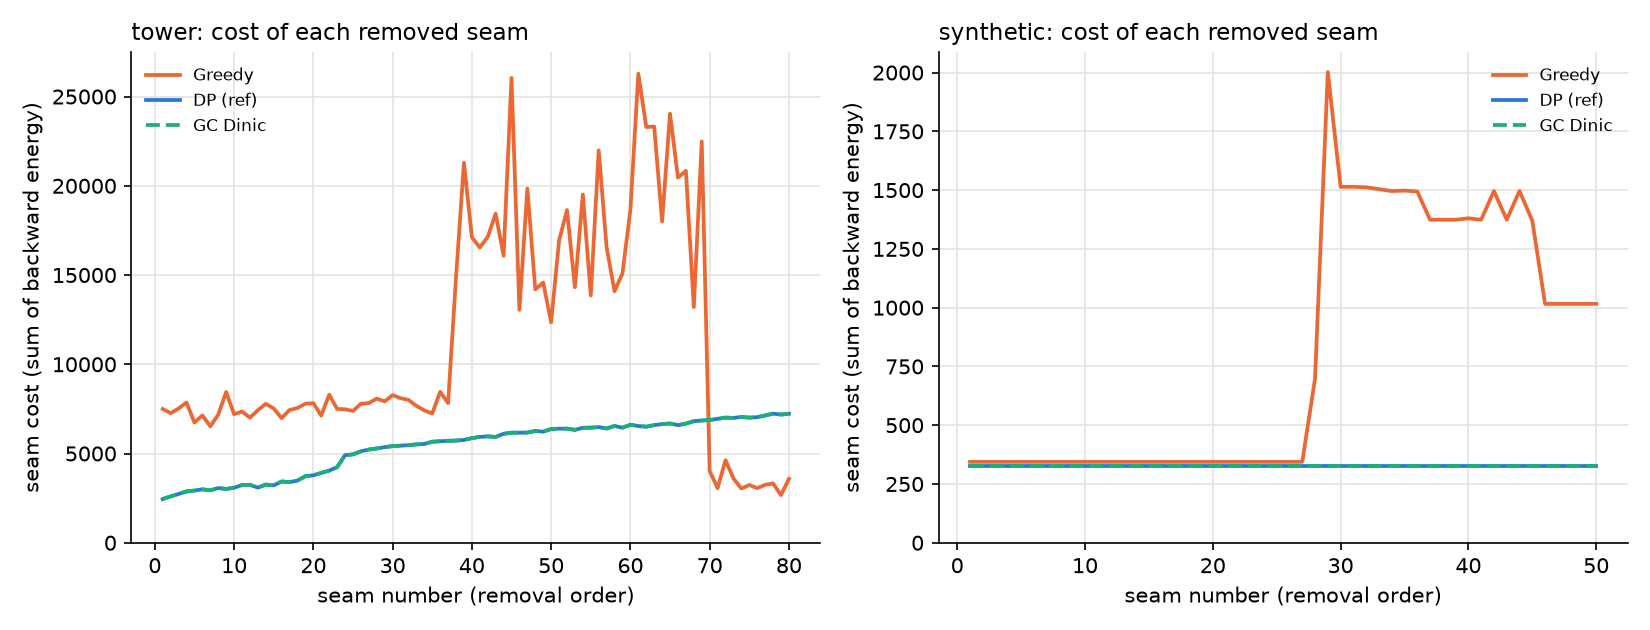 tower: cost of each removed seam
seam cost (sum of backward energy)
25000
20000
15000
10000
5000
0
Greedy
DP (ref)
GC Dinic
0 10 20 30 40 50 60 70 80
seam number (removal order)
synthetic: cost of each removed seam
seam cost (sum of backward energy)
2000
1750
1500
1250
1000
750
500
250
0
Greedy
DP (ref)
GC Dinic
0 10 20 30 40 50
seam number (removal order)